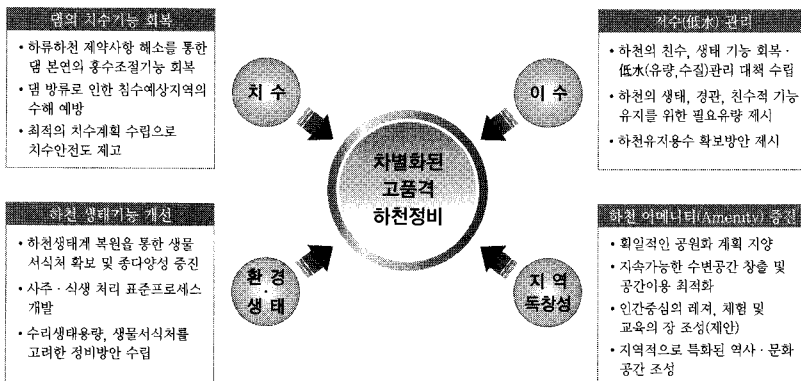 댐의 치수기능 회복
• 하류하천 제약사항 해소를 통한
댐 본연의 홍수조절기능 회복
• 댐 방류로 인한 침수예상지역의
수해 예방
• 최적의 치수계획 수립으로
치수안전도 제고
저수(低水) 관리
• 하천의 친수, 생태 기능 회복 ·
低水(유량,수질)관리 대책 수립
• 하천의 생태, 경관, 친수적 기능
유지를 위한 필요유량 제시
• 하천유지용수 확보방안 제시
치 수
이 수
차별화된
고품격
하천정비
환 경
·
생 태
지 역
독창성
하천 생태기능 개선
• 하천생태계 복원을 통한 생물
서식처 확보 및 종다양성 증진
• 사주 · 식생 처리 표준프로세스
개발
• 수리생태용량, 생물서식처를
고려한 정비방안 수립
하천 어메니티(Amenity) 증진
• 획일적인 공원화 계획 지양
• 지속가능한 수변공간 창출 및
공간이용 최적화
• 인간중심의 레져, 체험 및
교육의 장 조성(제안)
• 지역적으로 특화된 역사 · 문화
공간 조성